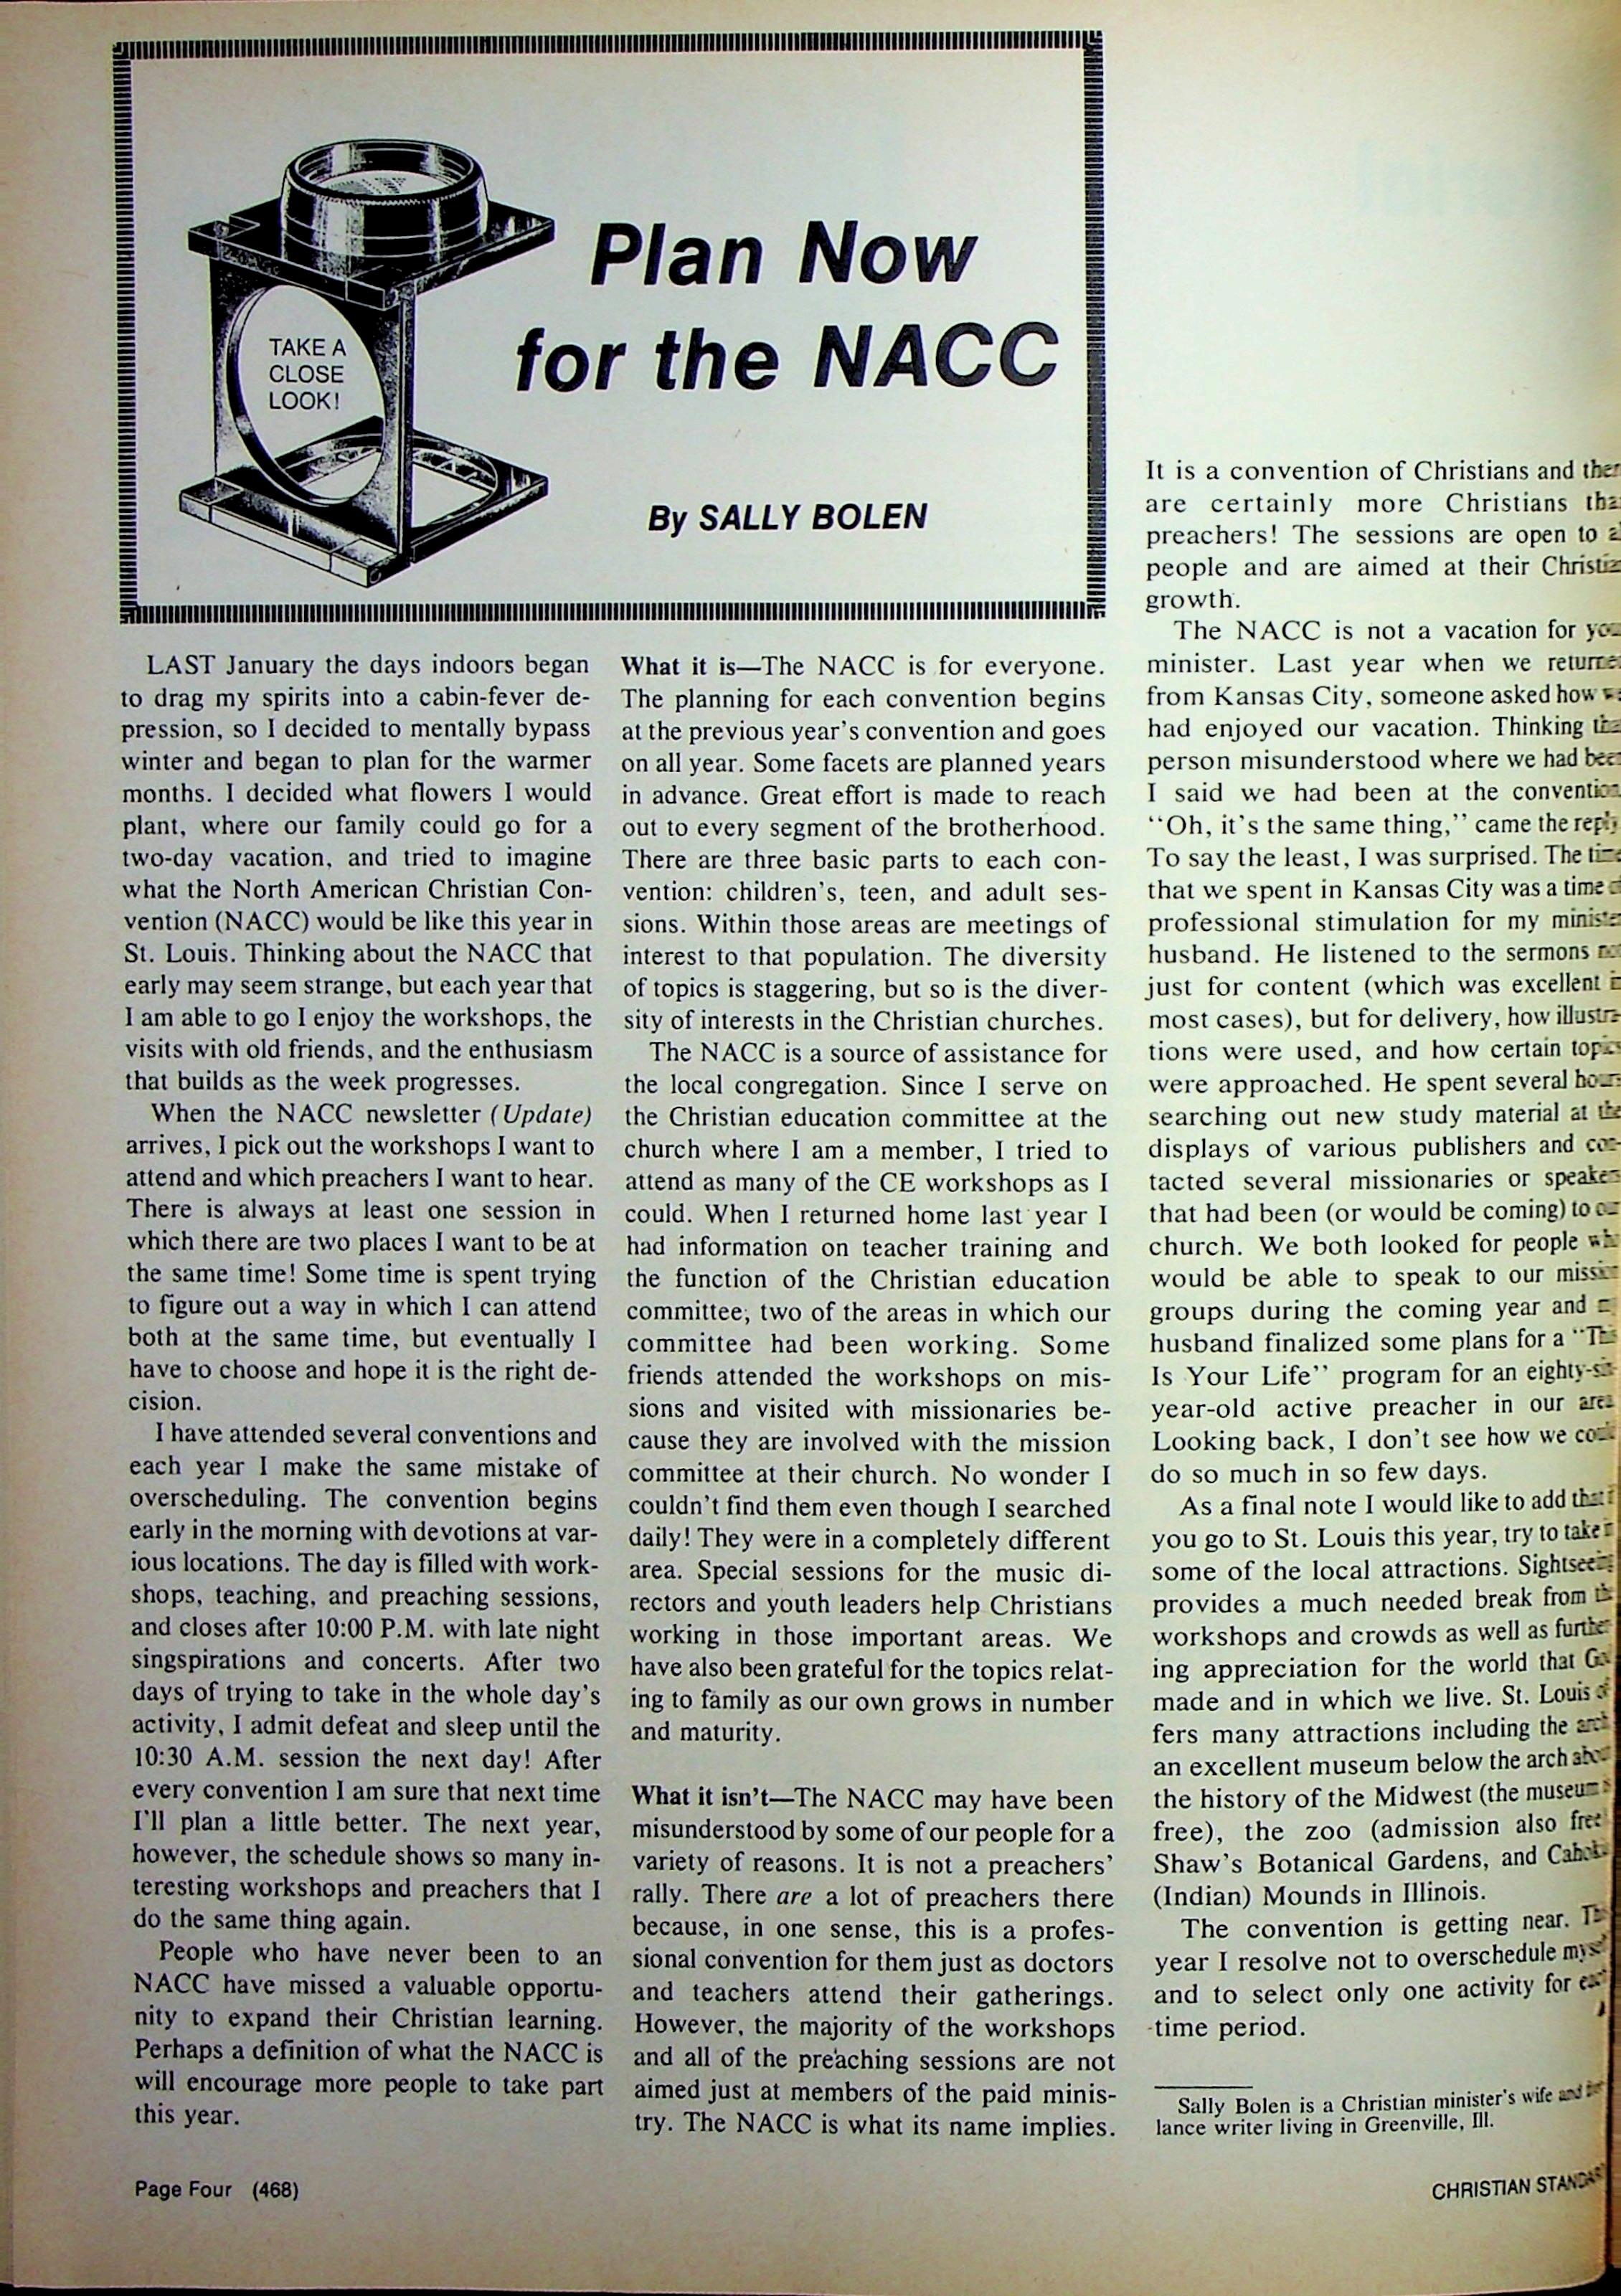 TAKE A
CLOSE
LOOK!
Plan Now
for the NACC
By SALLY BOLEN
LAST January the days indoors began
to drag my spirits into a cabin-fever de-
pression, so I decided to mentally bypass
winter and began to plan for the warmer
months. I decided what flowers I would
plant, where our family could go for a
two-day vacation, and tried to imagine
what the North American Christian Con-
vention (NACC) would be like this year in
St. Louis. Thinking about the NACC that
early may seem strange, but each year that
I am able to go I enjoy the workshops, the
visits with old friends, and the enthusiasm
that builds as the week progresses.
When the NACC newsletter (Update)
arrives, I pick out the workshops I want to
attend and which preachers I want to hear.
There is always at least one session in
which there are two places I want to be at
the same time! Some time is spent trying
to figure out a way in which I can attend
both at the same time, but eventually I
have to choose and hope it is the right de-
cision.
I have attended several conventions and
each year I make the same mistake of
overscheduling. The convention begins
early in the morning with devotions at var-
ious locations. The day is filled with work-
shops, teaching, and preaching sessions,
and closes after 10:00 P.M. with late night
singspirations and concerts. After two
days of trying to take in the whole day's
activity, I admit defeat and sleep until the
10:30 A.M. session the next day! After
every convention I am sure that next time
I'll plan a little better. The next year,
however, the schedule shows so many in-
teresting workshops and preachers that I
do the same thing again.
People who have never been to an
NACC have missed a valuable opportu-
nity to expand their Christian learning.
Perhaps a definition of what the NACC is
will encourage more people to take part
this year.
What it is—The NACC is for everyone.
The planning for each convention begins
at the previous year's convention and goes
on all year. Some facets are planned years
in advance. Great effort is made to reach
out to every segment of the brotherhood.
There are three basic parts to each con-
vention: children's, teen, and adult ses-
sions. Within those areas are meetings of
interest to that population. The diversity
of topics is staggering, but so is the diver-
sity of interests in the Christian churches.
The NACC is a source of assistance for
the local congregation. Since I serve on
the Christian education committee at the
church where I am a member, I tried to
attend as many of the CE workshops as I
could. When I returned home last year I
had information on teacher training and
the function of the Christian education
committee, two of the areas in which our
committee had been working. Some
friends attended the workshops on mis-
sions and visited with missionaries be-
cause they are involved with the mission
committee at their church. No wonder I
couldn't find them even though I searched
daily! They were in a completely different
area. Special sessions for the music di-
rectors and youth leaders help Christians
working in those important areas. We
have also been grateful for the topics relat-
ing to family as our own grows in number
and maturity.
What it isn't—The NACC may have been
misunderstood by some of our people for a
variety of reasons. It is not a preachers'
rally. There are a lot of preachers there
because, in one sense, this is a profes-
sional convention for them just as doctors
and teachers attend their gatherings.
However, the majority of the workshops
and all of the preaching sessions are not
aimed just at members of the paid minis-
try. The NACC is what its name implies.
It is a convention of Christians and
are certainly more Christians
preachers! The sessions are open to
people and are aimed at their
growth.
The NACC is not a vacation for
minister. Last year when we
from Kansas City, someone asked how
had enjoyed our vacation. Thinking
person misunderstood where we had
I said we had been at the
"Oh, it's the same thing," came the
To say the least, I was surprised. The
that we spent in Kansas City was a time
professional stimulation for my
husband. He listened to the sermons
just for content (which was excellent
most cases), but for delivery, how
tions were used, and how certain
were approached. He spent several
searching out new study material at
displays of various publishers and
tacted several missionaries or
that had been (or would be coming) to
church. We both looked for people
would be able to speak to our
groups during the coming year and
husband finalized some plans for a
Is Your Life" program for an
year-old active preacher in our
Looking back, I don't see how we
do so much in so few days.
As a final note I would like to add
you go to St. Louis this year, try to take
some of the local attractions.
provides a much needed break from
workshops and crowds as well as
ing appreciation for the world that
made and in which we live. St. Louis
fers many attractions including the
an excellent museum below the arch
the history of the Midwest (the
free), the zoo (admission also
Shaw's Botanical Gardens, and
(Indian) Mounds in Illinois.
The convention is getting near.
year I resolve not to overschedule
and to select only one activity for
time period.
Sally Bolen is a Christian minister's wife and
lance writer living in Greenville, Ill.
Page Four (468)
CHRISTIAN